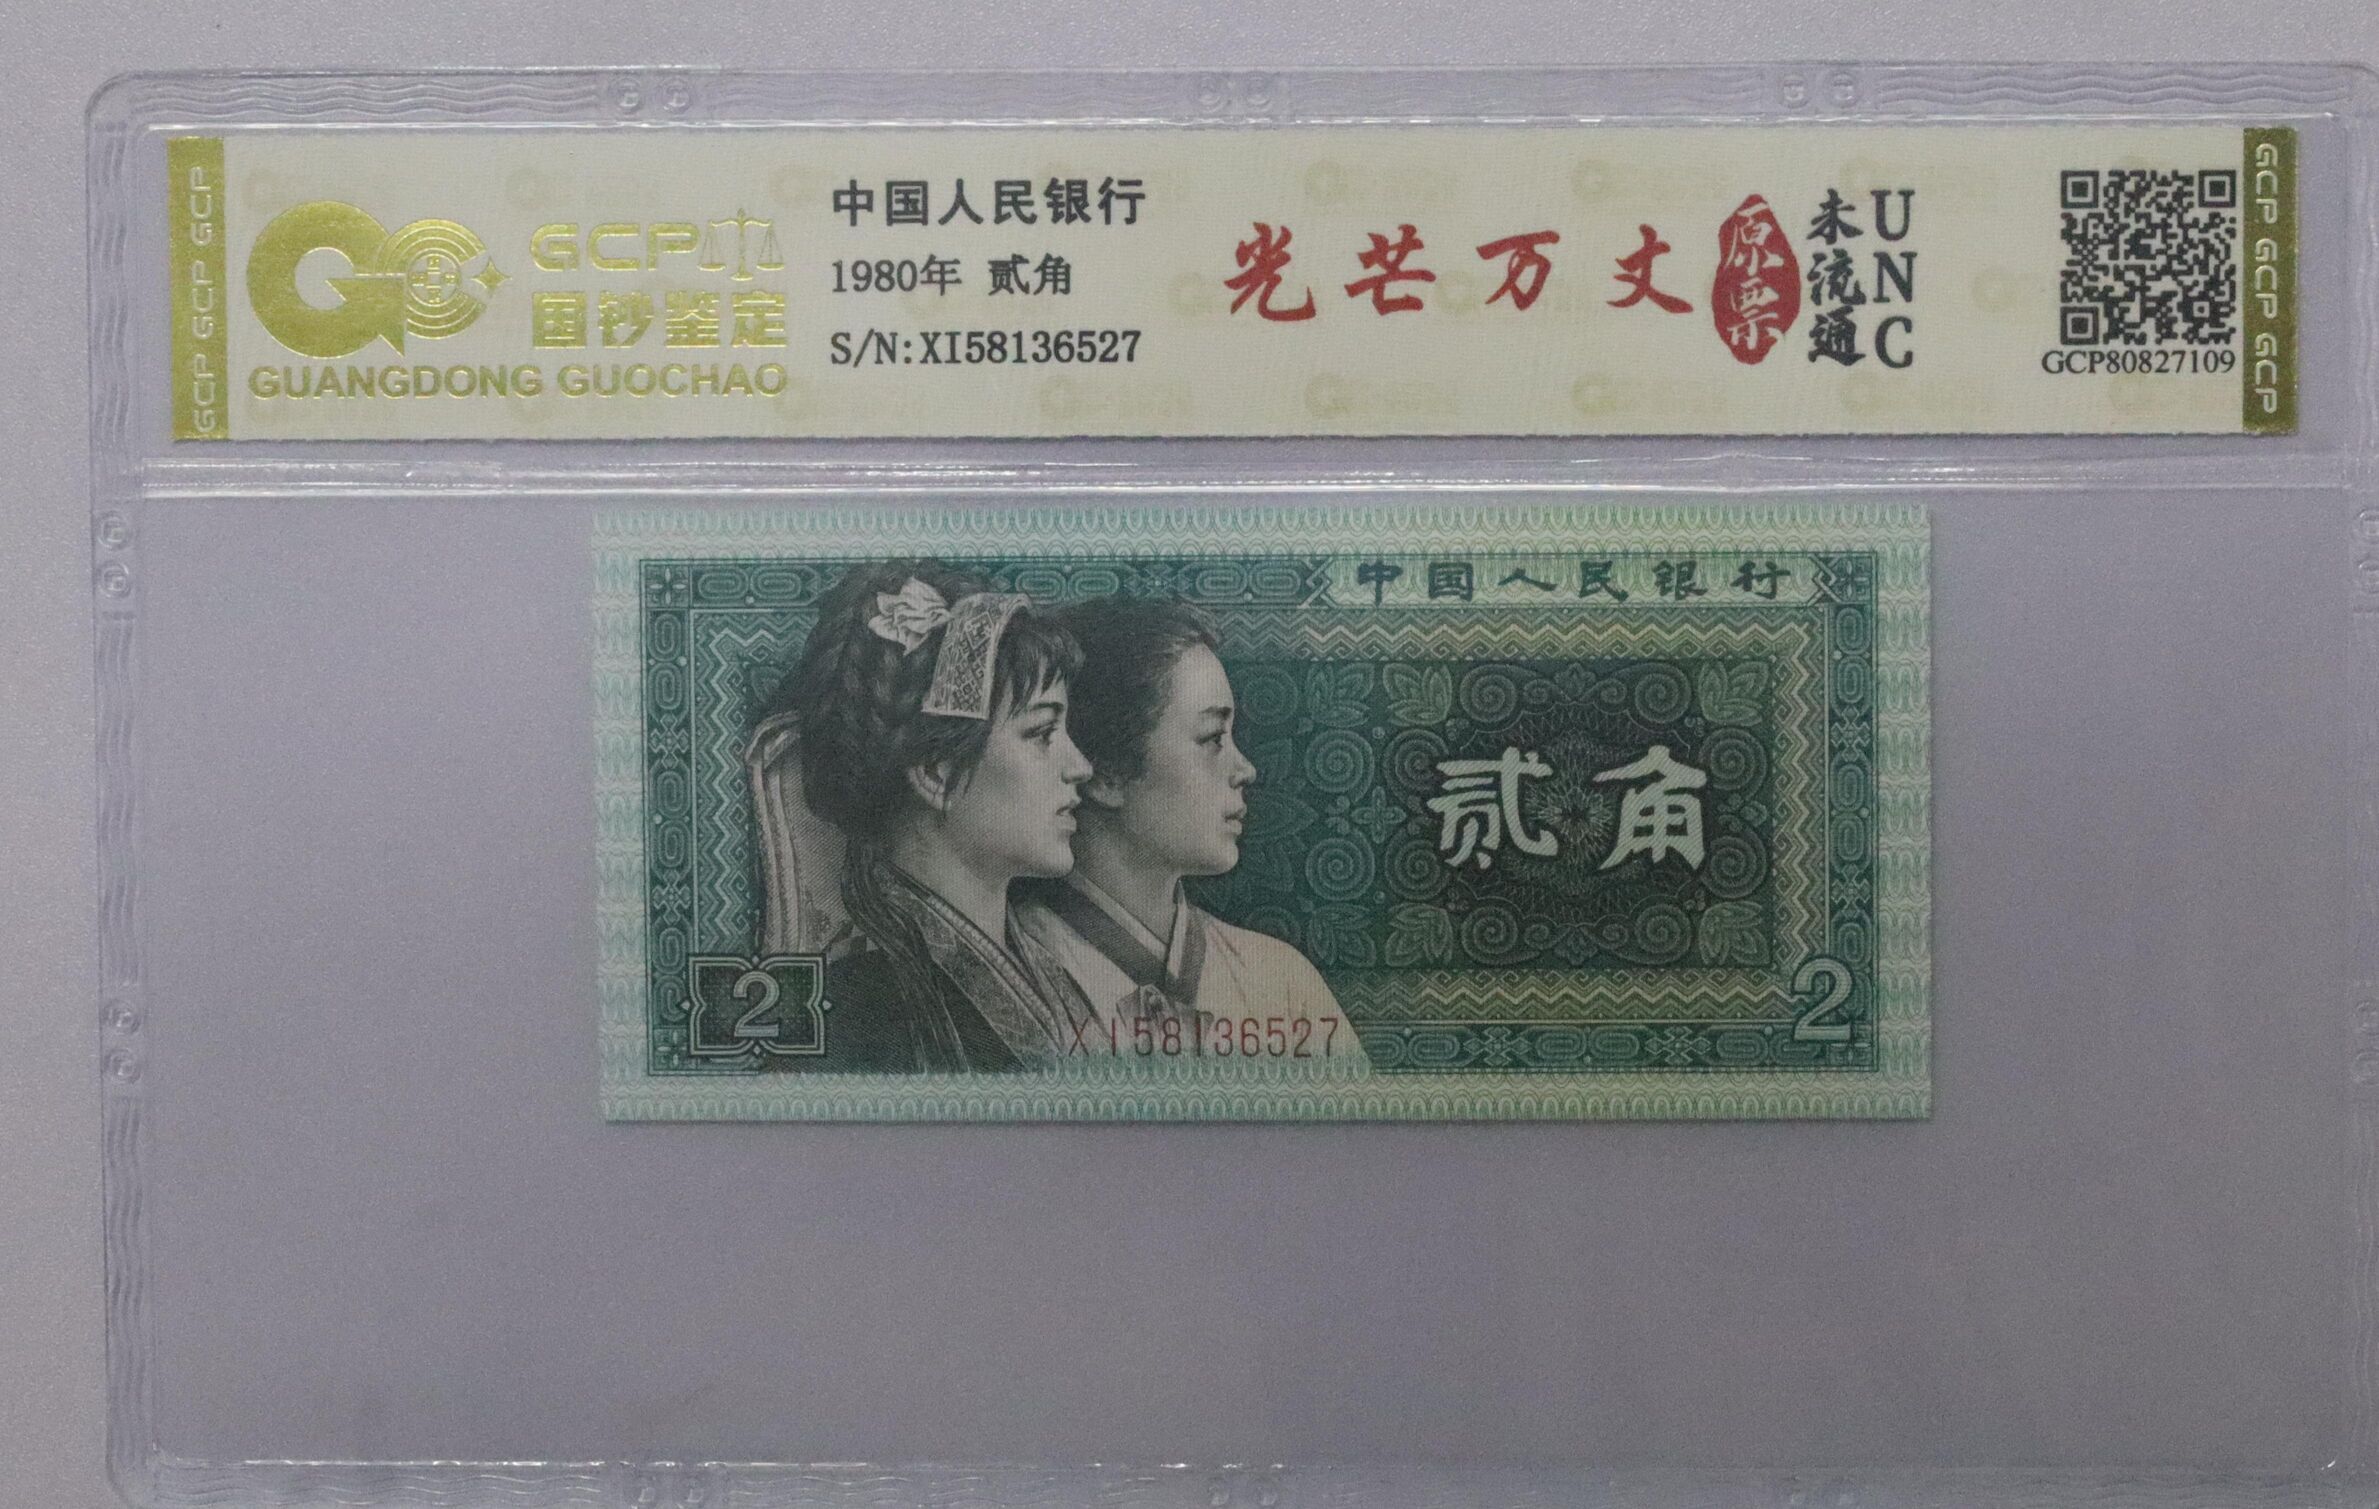 GCP GCP GCP
GCP
国钞鉴定
GUANGDONG GUOCHAO
中国人民银行
1980年 贰角
S/N:XI58136527
光芒万丈
原票
未流通
UNC
GCP80827109
GCP GCP GCP
中国人民银行
贰角
2
XI58136527
2